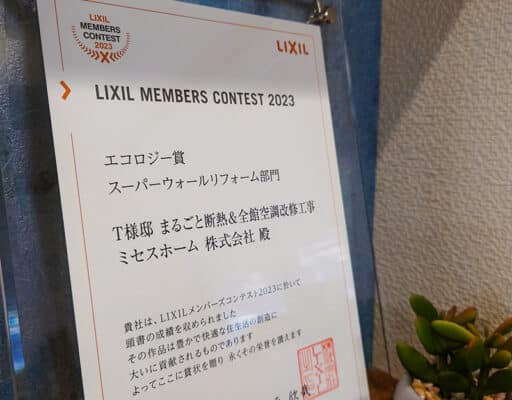 LIXIL
MEMBERS
CONTEST
2023
LIXIL
LIXIL MEMBERS CONTEST 2023
エコロジー賞
スーパーウォールリフォーム部門
T様邸 まるごと断熱&全館空調改修工事
ミセスホーム 株式会社 殿
貴社は、LIXILメンバーズコンテスト2023に於いて
頭書の成績を収められました
その作品は豊かで快適な住生活の創造に
大いに貢献されるものであります
よってここに賞状を贈り 永くその栄誉を讃えます